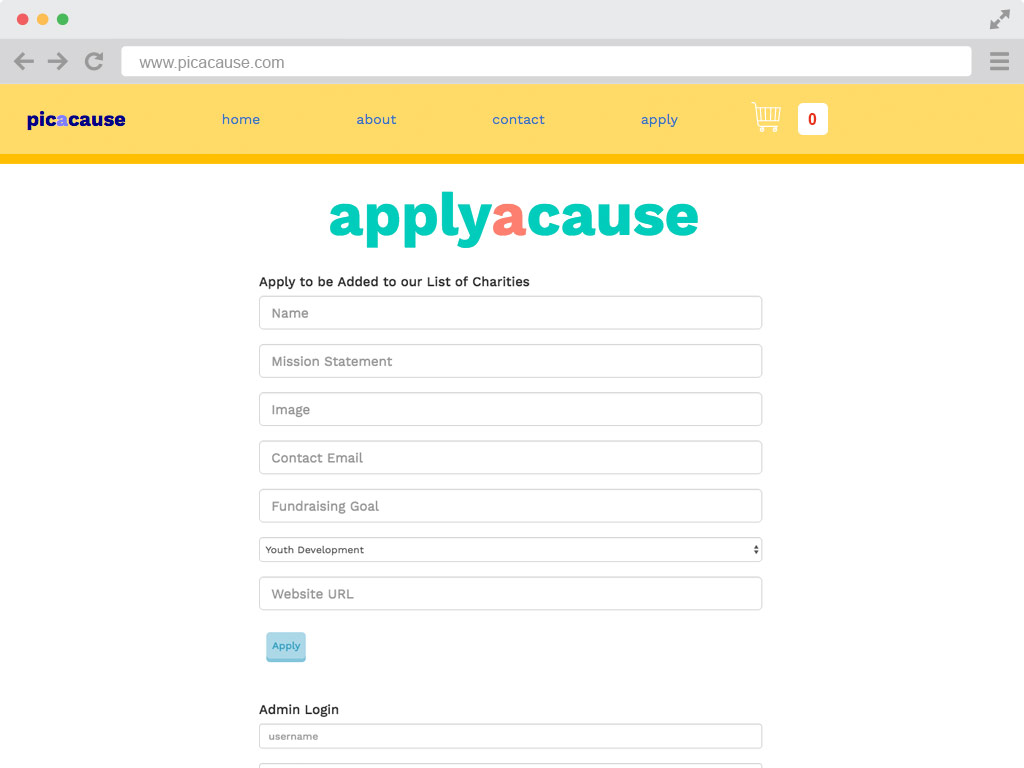 www.picacause.com
picacause home about contact apply 0
applyacause
Apply to be Added to our List of Charities
Name
Mission Statement
Image
Contact Email
Fundraising Goal
Youth Development
Website URL
Apply
Admin Login
username